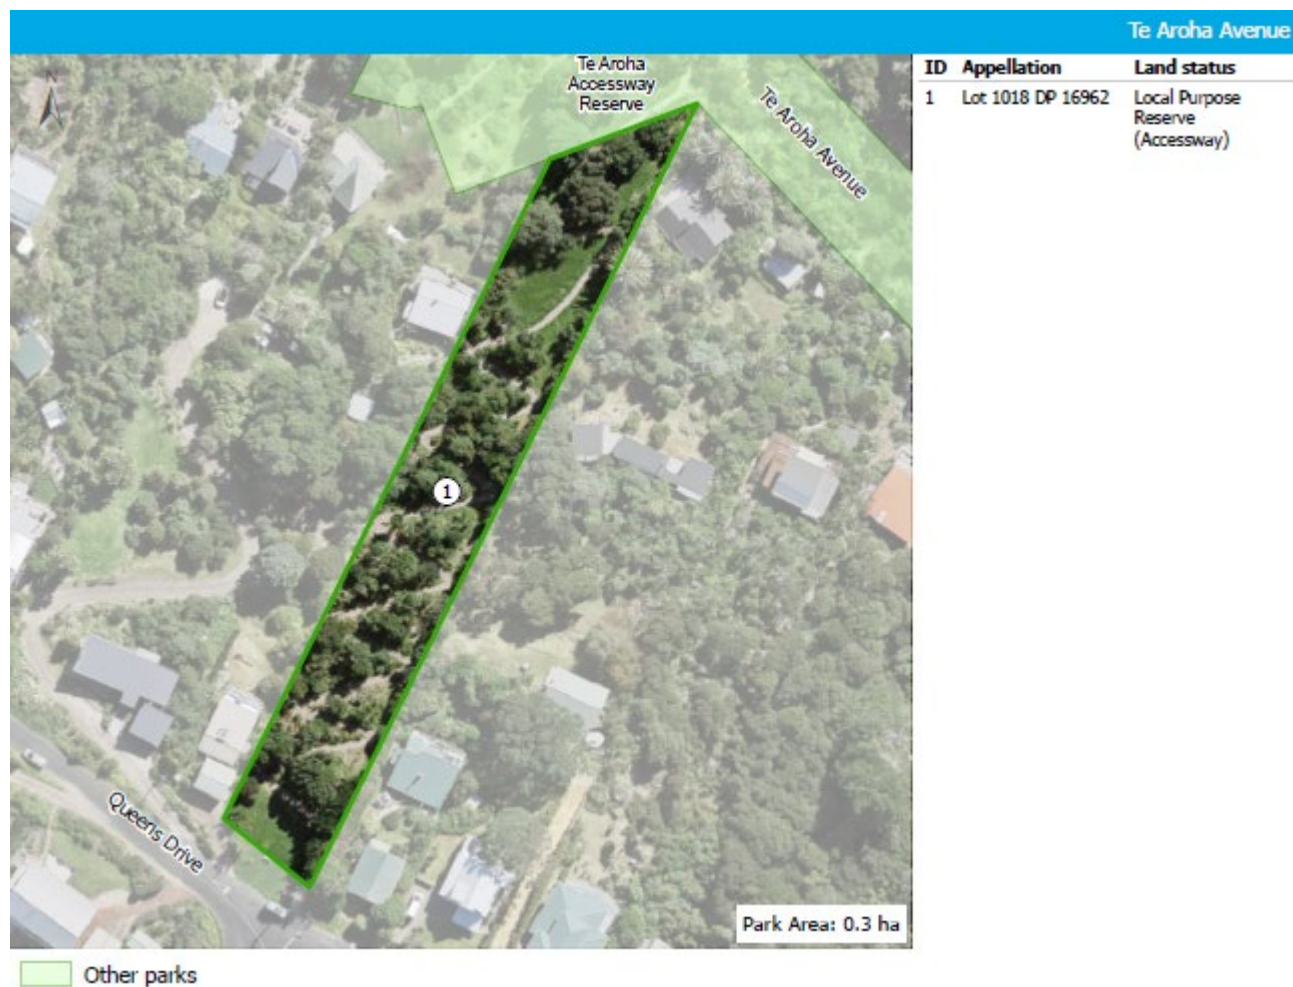 Te Aroha Avenue
N
Te Aroha
Accessway
Reserve
Te Aroha Avenue
1
Queens Drive
Park Area: 0.3 ha
ID Appellation Land status
1 Lot 1018 DP 16962 Local Purpose
Reserve
(Accessway)
Other parks